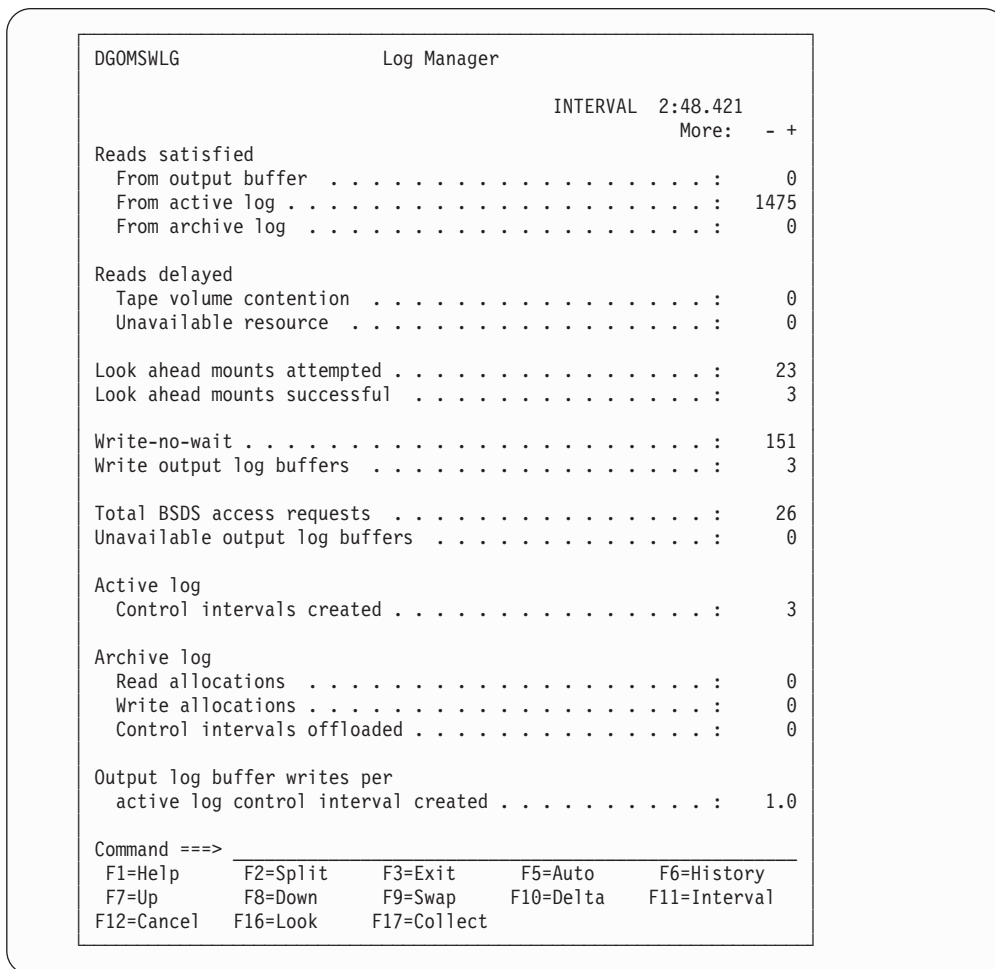 DGOMSWLG Log Manager
INTERVAL 2:48.421
More: - +
Reads satisfied
From output buffer . . . . . . . . . . . . . . . . . . . : 0
From active log . . . . . . . . . . . . . . . . . . . . . : 1475
From archive log . . . . . . . . . . . . . . . . . . . . : 0
Reads delayed
Tape volume contention . . . . . . . . . . . . . . . . . : 0
Unavailable resource . . . . . . . . . . . . . . . . . . : 0
Look ahead mounts attempted . . . . . . . . . . . . . . . : 23
Look ahead mounts successful . . . . . . . . . . . . . . : 3
Write-no-wait . . . . . . . . . . . . . . . . . . . . . . : 151
Write output log buffers . . . . . . . . . . . . . . . . : 3
Total BSDS access requests . . . . . . . . . . . . . . . : 26
Unavailable output log buffers . . . . . . . . . . . . . : 0
Active log
Control intervals created . . . . . . . . . . . . . . . . : 3
Archive log
Read allocations . . . . . . . . . . . . . . . . . . . . : 0
Write allocations . . . . . . . . . . . . . . . . . . . . : 0
Control intervals offloaded . . . . . . . . . . . . . . . : 0
Output log buffer writes per
active log control interval created . . . . . . . . . . . : 1.0
Command ===>
F1=Help F2=Split F3=Exit F5=Auto F6=History
F7=Up F8=Down F9=Swap F10=Delta F11=Interval
F12=Cancel F16=Look F17=Collect